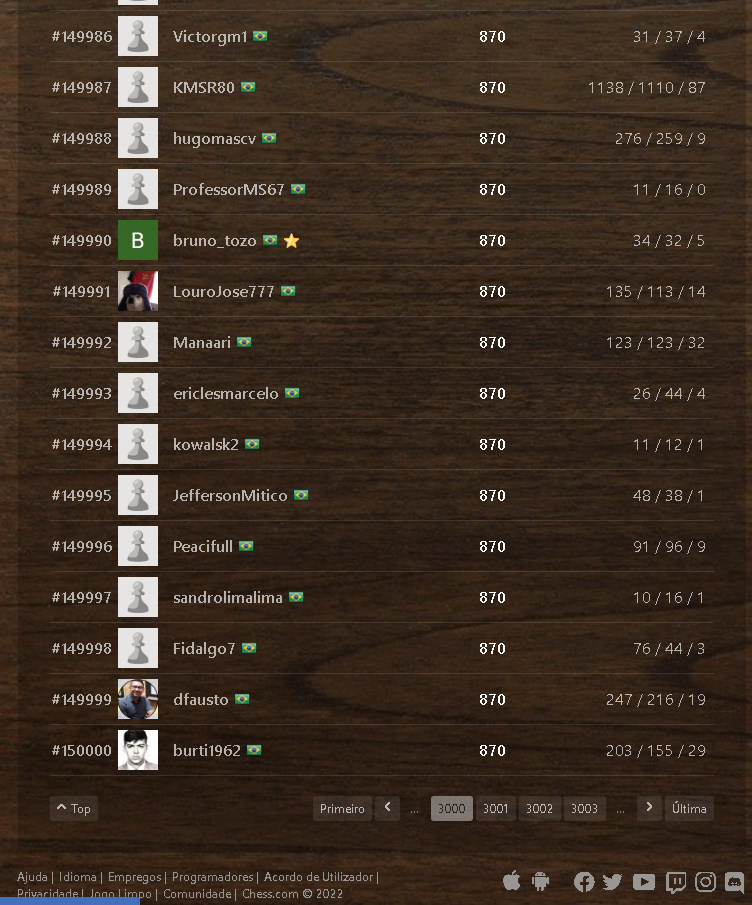 #149986 Victorgm1 870 31 / 37 / 4
#149987 KMSR80 870 1138 / 1110 / 87
#149988 hugomascv 870 276 / 259 / 9
#149989 ProfessorMS67 870 11 / 16 / 0
#149990 B bruno_tozo 870 34 / 32 / 5
#149991 LouroJose777 870 135 / 113 / 14
#149992 Manaari 870 123 / 123 / 32
#149993 ericlesmarcelo 870 26 / 44 / 4
#149994 kowalsk2 870 11 / 12 / 1
#149995 JeffersonMitico 870 48 / 38 / 1
#149996 Peacifull 870 91 / 96 / 9
#149997 sandrolimalima 870 10 / 16 / 1
#149998 Fidalgo7 870 76 / 44 / 3
#149999 dfausto 870 247 / 216 / 19
#150000 burti1962 870 203 / 155 / 29
Top Primeiro ... 3000 3001 3002 3003 ... Última
Ajuda | Idioma | Empregos | Programadores | Acordo de Utilizador |
Privacidade | Jogo Limpo | Comunidade | Chess.com © 2022